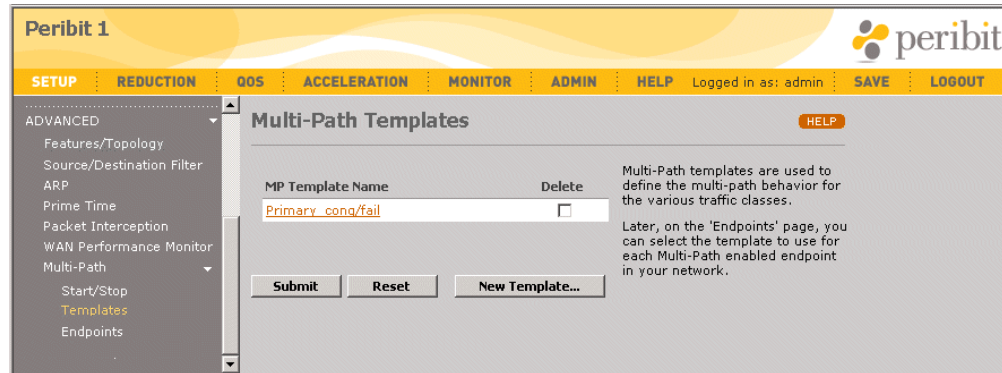 Peribit 1
peribit
SETUP REDUCTION QOS ACCELERATION MONITOR ADMIN HELP Logged in as: admin SAVE LOGOUT
ADVANCED
Features/Topology
Source/Destination Filter
ARP
Prime Time
Packet Interception
WAN Performance Monitor
Multi-Path
Start/Stop
Templates
Endpoints
Multi-Path Templates
HELP
MP Template Name Delete
Primary_cong/fail
Submit Reset New Template...
Multi-Path templates are used to
define the multi-path behavior for
the various traffic classes.
Later, on the 'Endpoints' page, you
can select the template to use for
each Multi-Path enabled endpoint
in your network.